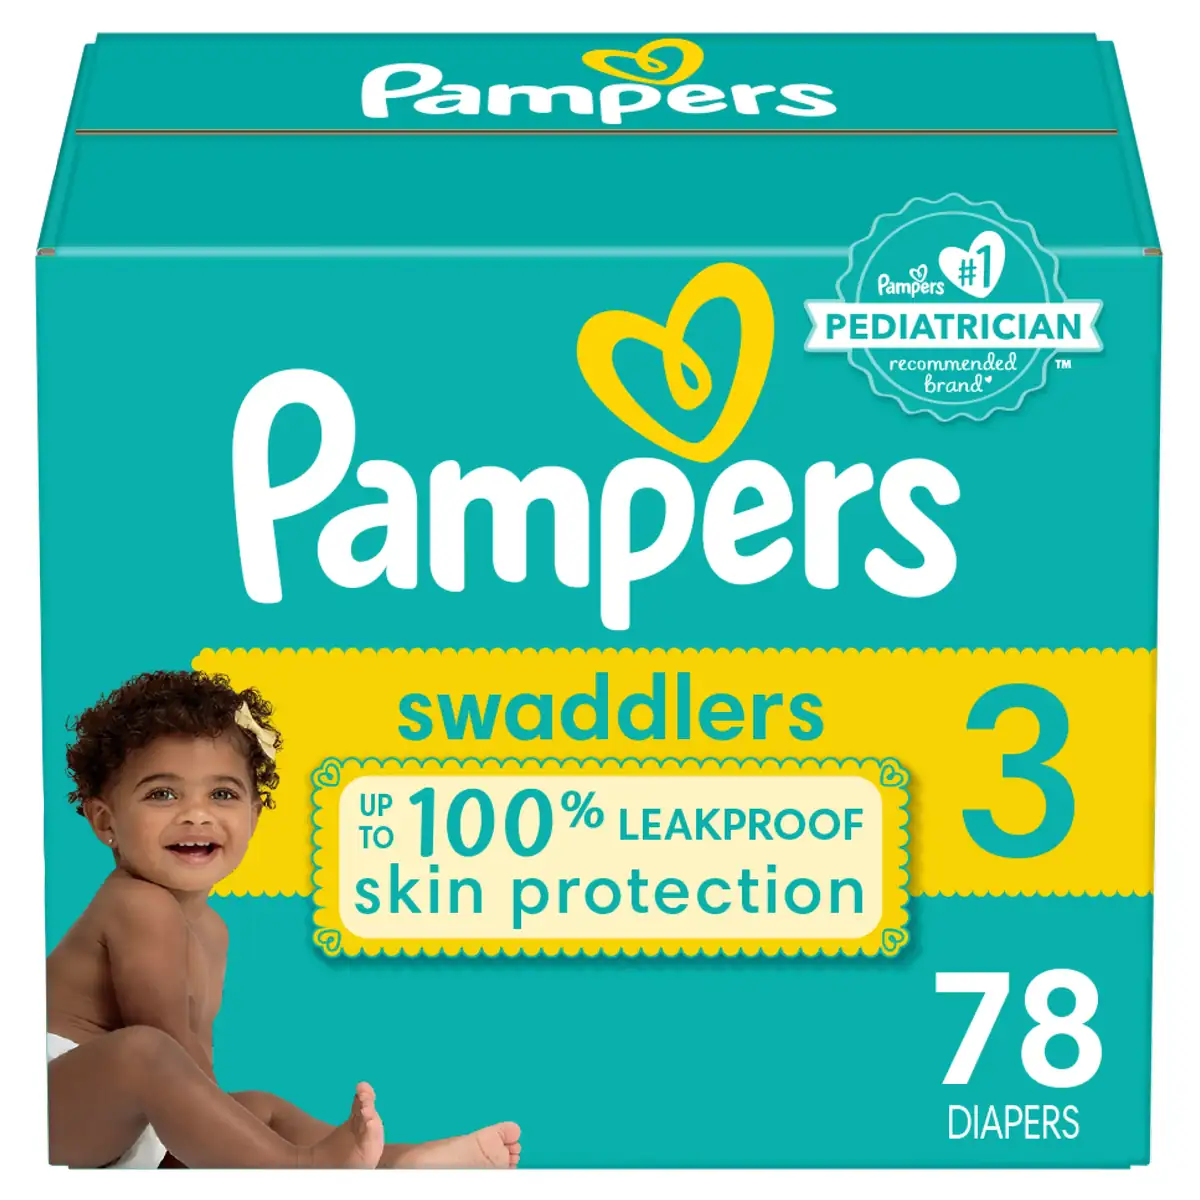 Pampers
Pampers #1
PEDIATRICIAN
recommended ™
brand
Pampers
swaddlers
3
UP TO 100% LEAKPROOF
skin protection
78
DIAPERS